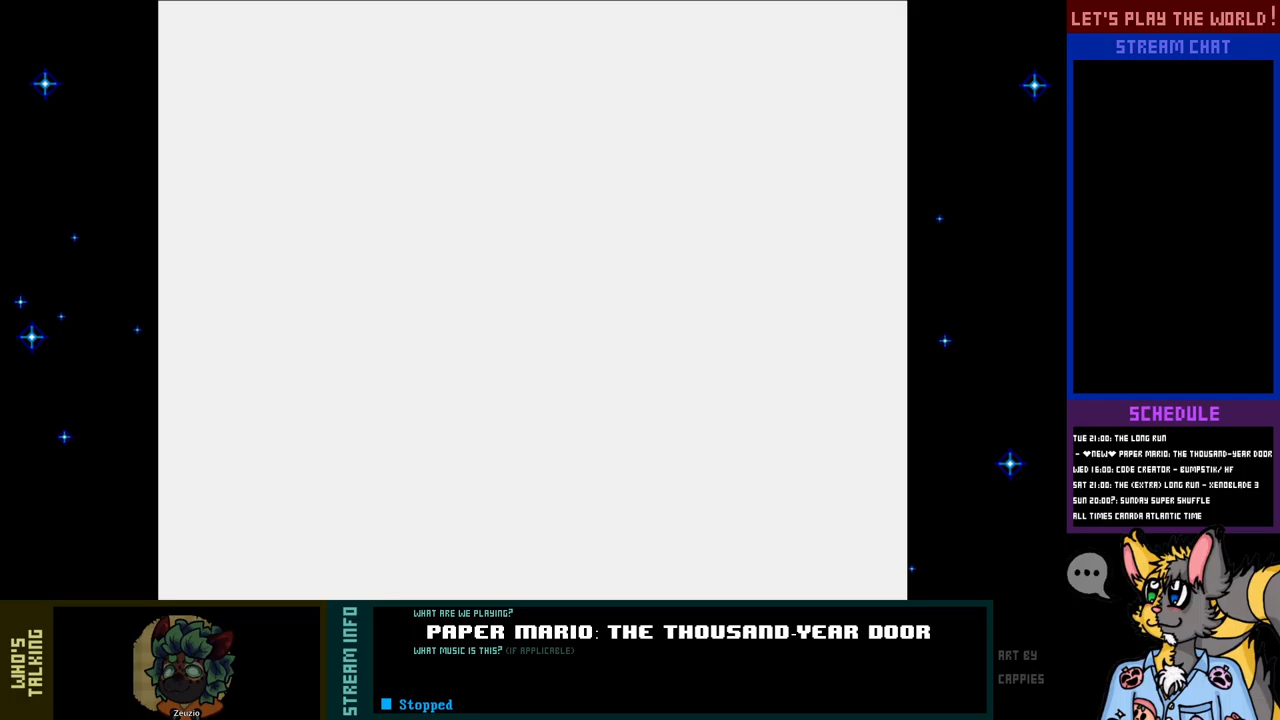 LET'S PLAY THE WORLD!
STREAM CHAT
SCHEDULE
TUE 21:00: THE LONG RUN
- ❤NEW❤ PAPER MARIO: THE THOUSAND-YEAR DOOR
WED 16:00: CODE CREATOR - BUMPSTIK/ HF
SAT 21:00: THE (EXTRA) LONG RUN - XENOBLADE 3
SUN 20:00?: SUNDAY SUPER SHUFFLE
ALL TIMES CANADA ATLANTIC TIME
WHO'S
TALKING
Zeuzio
STREAM INFO
WHAT ARE WE PLAYING?
PAPER MARIO: THE THOUSAND-YEAR DOOR
WHAT MUSIC IS THIS? (IF APPLICABLE)
Stopped
ART BY
CAPPIES